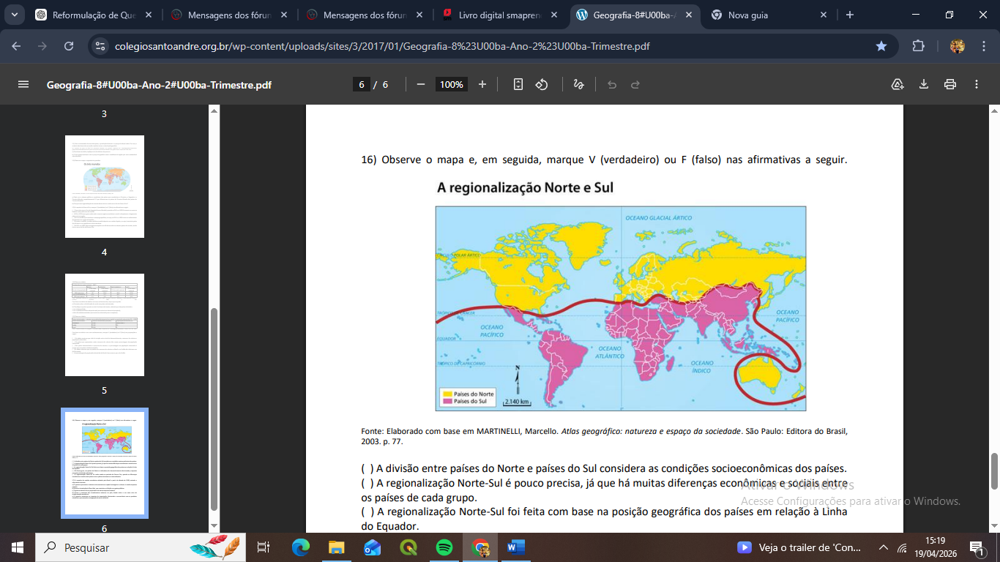 Reformulação de Que
Mensagens dos fórun
Mensagens dos fórun
Livro digital smapren
Geografia-8#U00ba-A
Nova guia
colegiosantoandre.org.br/wp-content/uploads/sites/3/2017/01/Geografia-8%23U00ba-Ano-2%23U00ba-Trimestre.pdf
Geografia-8#U00ba-Ano-2#U00ba-Trimestre.pdf
6 / 6
100%
3
4
5
6
16) Observe o mapa e, em seguida, marque V (verdadeiro) ou F (falso) nas afirmativas a seguir.
A regionalização Norte e Sul
OCEANO GLACIAL ÁRTICO
CÍRCULO POLAR ÁRTICO
TRÓPICO DE CÂNCER
OCEANO
PACÍFICO
OCEANO
PACÍFICO
EQUADOR
OCEANO
ATLÂNTICO
TRÓPICO DE CAPRICÓRNIO
OCEANO
ÍNDICO
N
Países do Norte
Países do Sul
2.140 km
Fonte: Elaborado com base em MARTINELLI, Marcello. Atlas geográfico: natureza e espaço da sociedade. São Paulo: Editora do Brasil,
2003. p. 77.
( ) A divisão entre países do Norte e países do Sul considera as condições socioeconômicas dos países.
( ) A regionalização Norte-Sul é pouco precisa, já que há muitas diferenças econômicas e sociais entre
os países de cada grupo.
( ) A regionalização Norte-Sul foi feita com base na posição geográfica dos países em relação à Linha
do Equador.
Ativar o Windows
Acesse Configurações para ativar o Windows.
Pesquisar
Veja o trailer de 'Con...
15:19
19/04/2026
1